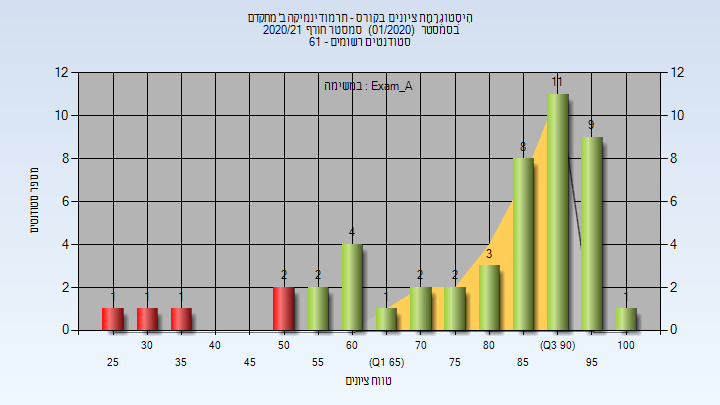 היסטוגרמת ציונים בקורס - תרמודינמיקה ב' מתקדם
בסמסטר (01/2020) סמסטר חורף 2020/21
סטודנטים רשומים - 61
במשימה : Exam_A
מספר סטודנטים
12 12
10 10
8 8
6 6
4 4
2 2
0 0
1 1 1 2 2 4 1 2 2 3 8 11 9 1
30 40 50 60 70 80 (Q3 90) 100
25 35 45 55 (Q1 65) 75 85 95
טווח ציונים